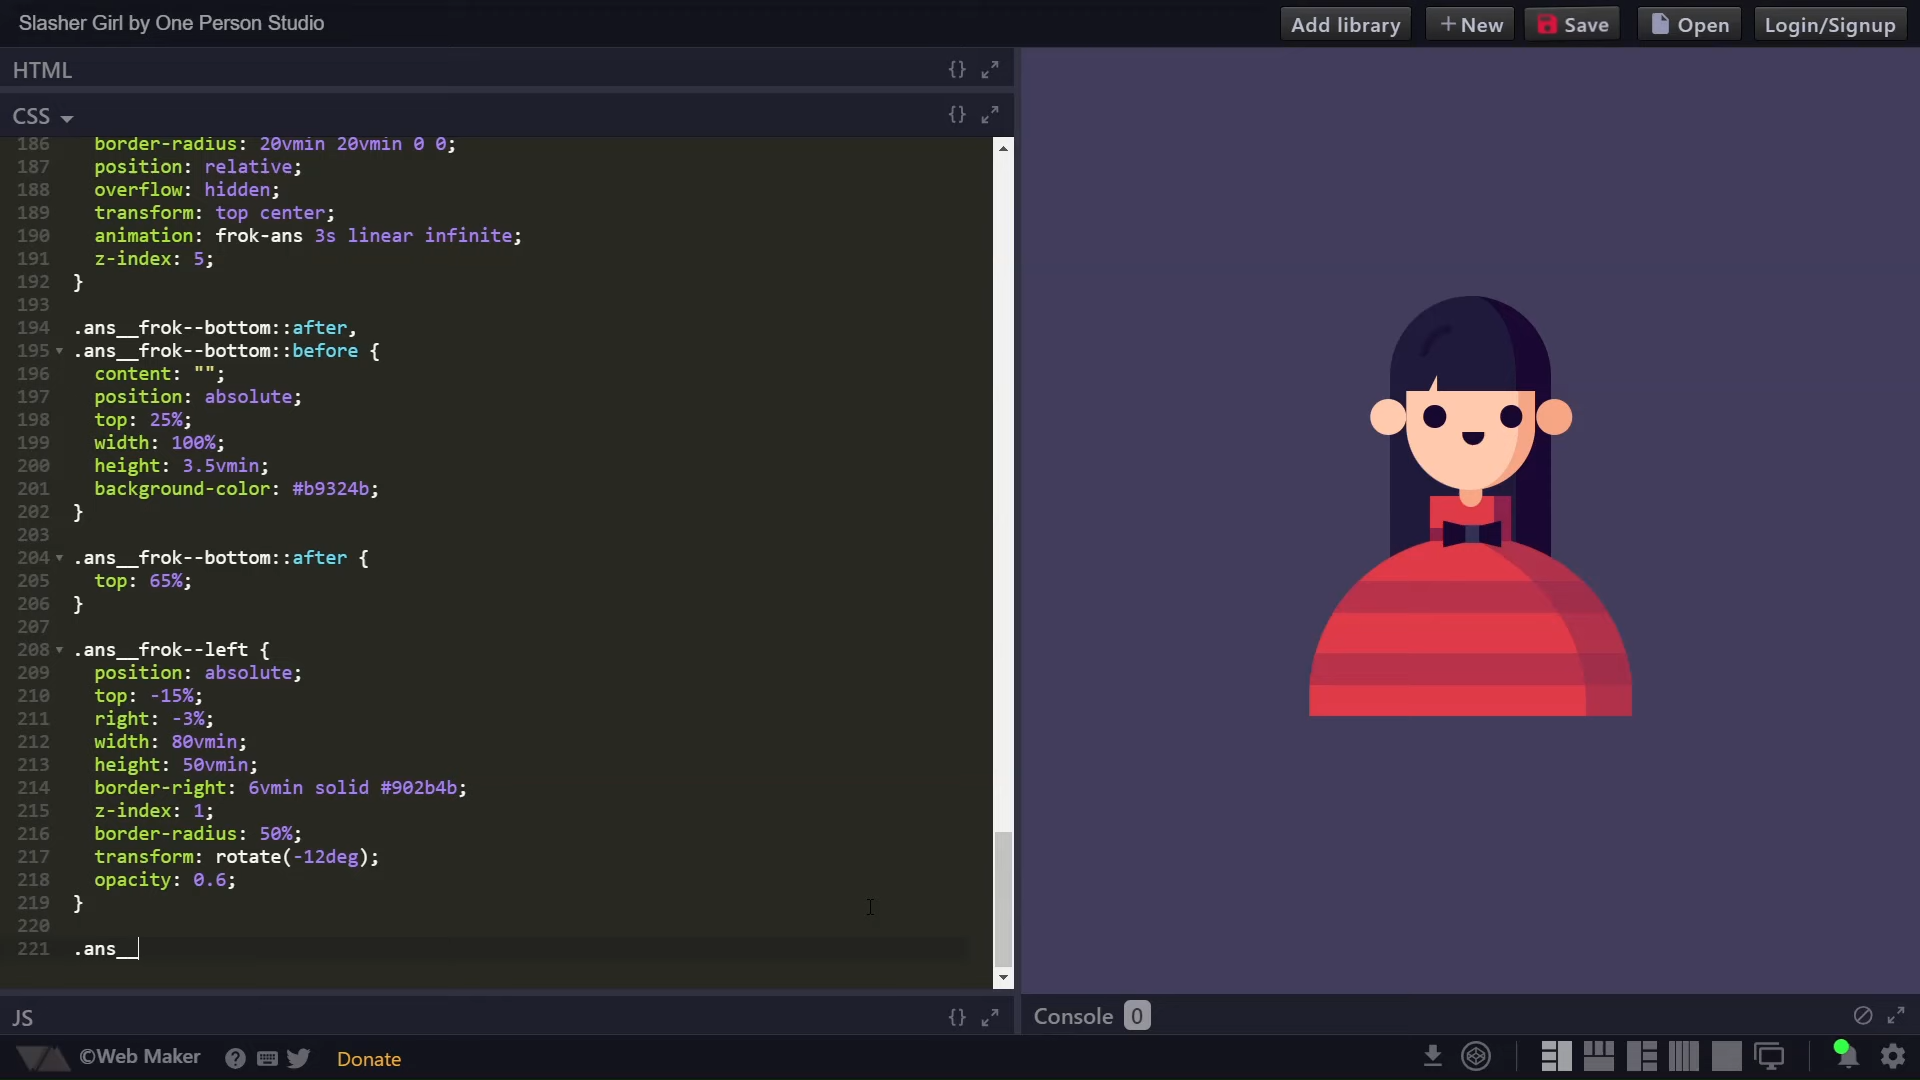 Slasher Girl by One Person Studio
Add library
+ New
Save
Open
Login/Signup
HTML
{}
CSS
{}
186 border-radius: 20vmin 20vmin 0 0;
187 position: relative;
188 overflow: hidden;
189 transform: top center;
190 animation: frok-ans 3s linear infinite;
191 z-index: 5;
192 }
193
194 .ans__frok--bottom::after,
195 .ans__frok--bottom::before {
196 content: "";
197 position: absolute;
198 top: 25%;
199 width: 100%;
200 height: 3.5vmin;
201 background-color: #b9324b;
202 }
203
204 .ans__frok--bottom::after {
205 top: 65%;
206 }
207
208 .ans__frok--left {
209 position: absolute;
210 top: -15%;
211 right: -3%;
212 width: 80vmin;
213 height: 50vmin;
214 border-right: 6vmin solid #902b4b;
215 z-index: 1;
216 border-radius: 50%;
217 transform: rotate(-12deg);
218 opacity: 0.6;
219 }
220
221 .ans__
JS
{}
Console 0
©Web Maker
?
Donate